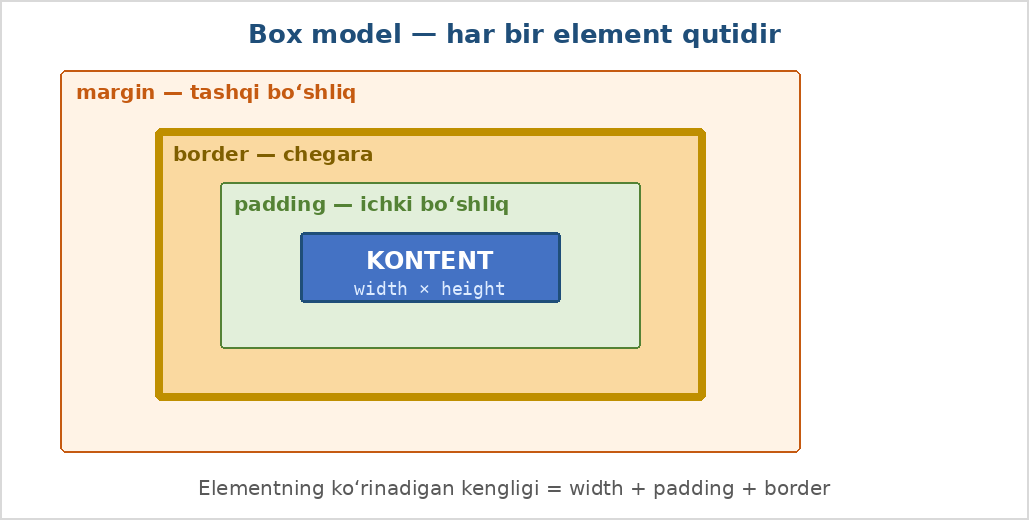 Box model — har bir element qutidir
margin — tashqi bo‘shliq
border — chegara
padding — ichki bo‘shliq
KONTENT
width × height
Elementning ko‘rinadigan kengligi = width + padding + border